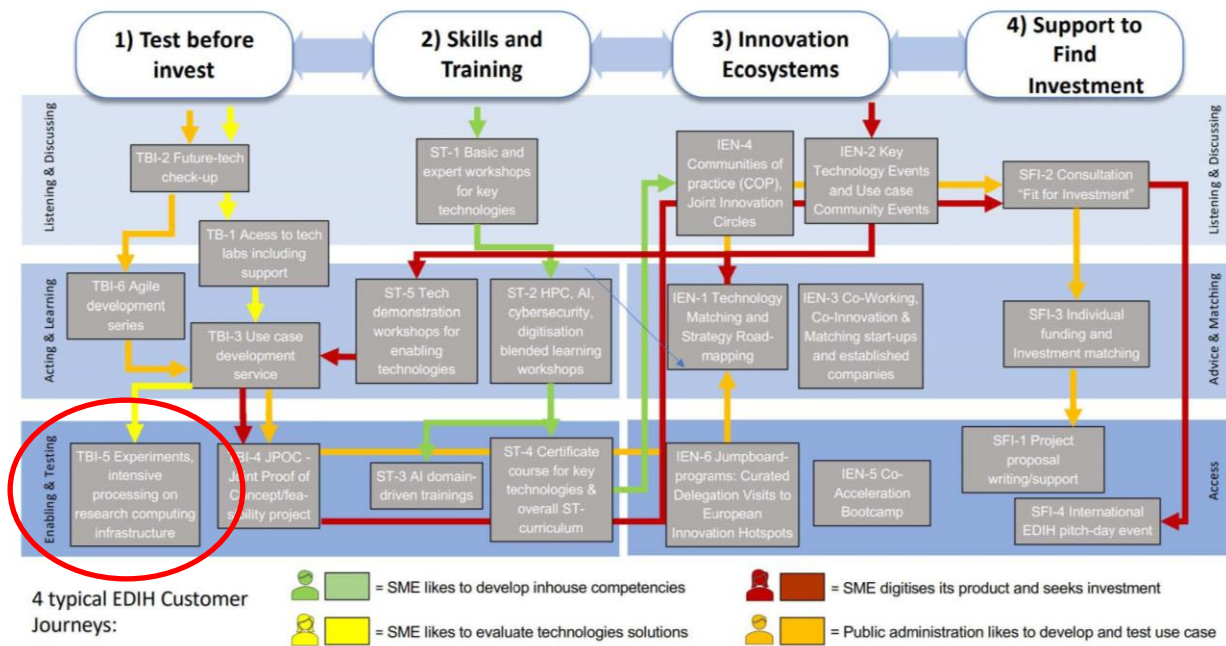 1) Test before
invest
2) Skills and
Training
3) Innovation
Ecosystems
4) Support to
Find
Investment
Listening & Discussing
TBI-2 Future-tech
check-up
TB-1 Acess to tech
labs including
support
ST-1 Basic and
expert workshops
for key
technologies
IEN-4
Communities of
practice (COP),
Joint Innovation
Circles
IEN-2 Key
Technology Events
and Use case
Community Events
SFI-2 Consultation
“Fit for Investment”
Listening & Discussing
Acting & Learning
TBI-6 Agile
development
series
TBI-3 Use case
development
service
ST-5 Tech
demonstration
workshops for
enabling
technologies
ST-2 HPC, AI,
cybersecurity,
digitisation
blended learning
workshops
IEN-1 Technology
Matching and
Strategy Road-
mapping
IEN-3 Co-Working,
Co-Innovation &
Matching start-ups
and established
companies
SFI-3 Individual
funding and
Investment matching
Advice & Matching
Enabling & Testing
TBI-5 Experiments,
intensive
processing on
research computing
infrastructure
TBI-4 JPOC -
Joint Proof of
Concept/fea-
sibility project
ST-3 AI domain-
driven trainings
ST-4 Certificate
course for key
technologies &
overall ST-
curriculum
IEN-6 Jumpboard-
programs: Curated
Delegation Visits to
European
Innovation Hotspots
IEN-5 Co-
Acceleration
Bootcamp
SFI-1 Project
proposal
writing/support
SFI-4 International
EDIH pitch-day event
Access
4 typical EDIH Customer
Journeys:
= SME likes to develop inhouse competencies
= SME likes to evaluate technologies solutions
= SME digitises its product and seeks investment
= Public administration likes to develop and test use case